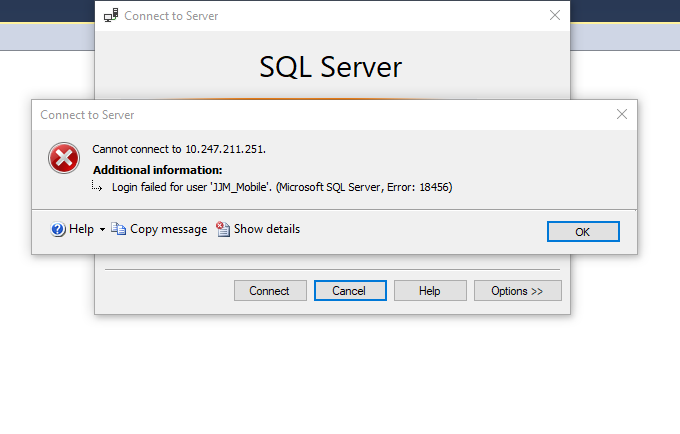 Connect to Server
SQL Server
Connect to Server
Cannot connect to 10.247.211.251.
Additional information:
Login failed for user 'JJM_Mobile'. (Microsoft SQL Server, Error: 18456)
Help Copy message Show details OK
Connect Cancel Help Options >>